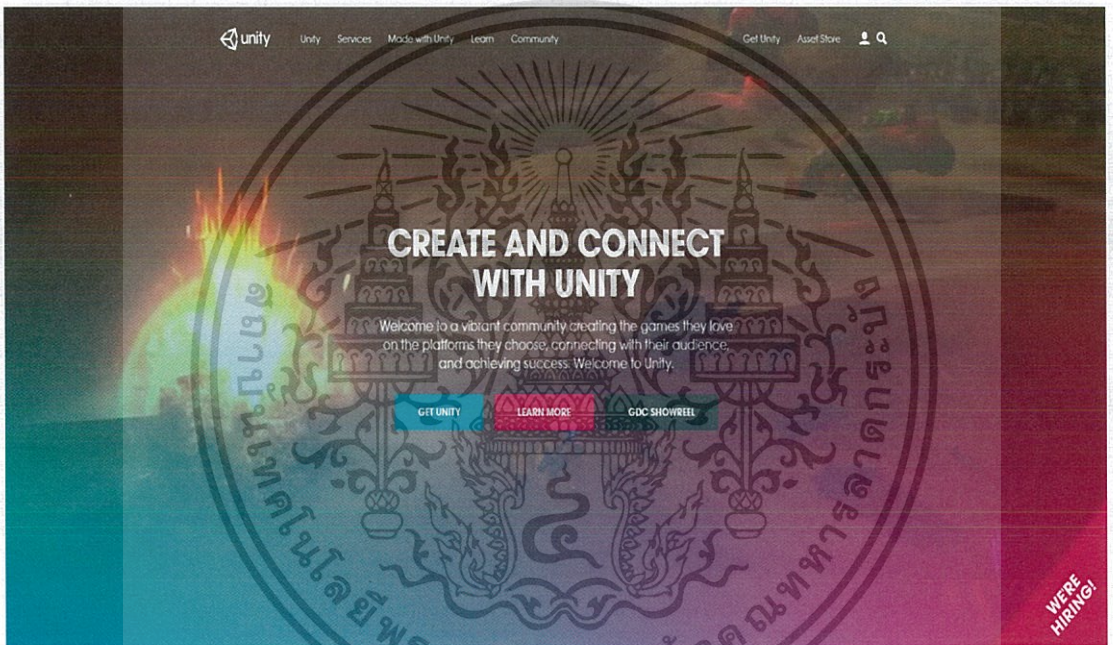 unity
Unity Services Made with Unity Learn Community
Get Unity Asset Store
CREATE AND CONNECT
WITH UNITY
Welcome to a vibrant community creating the games they love
on the platforms they choose, connecting with their audience,
and achieving success. Welcome to Unity.
GET UNITY LEARN MORE GDC SHOWREEL
WE'RE
HIRING!